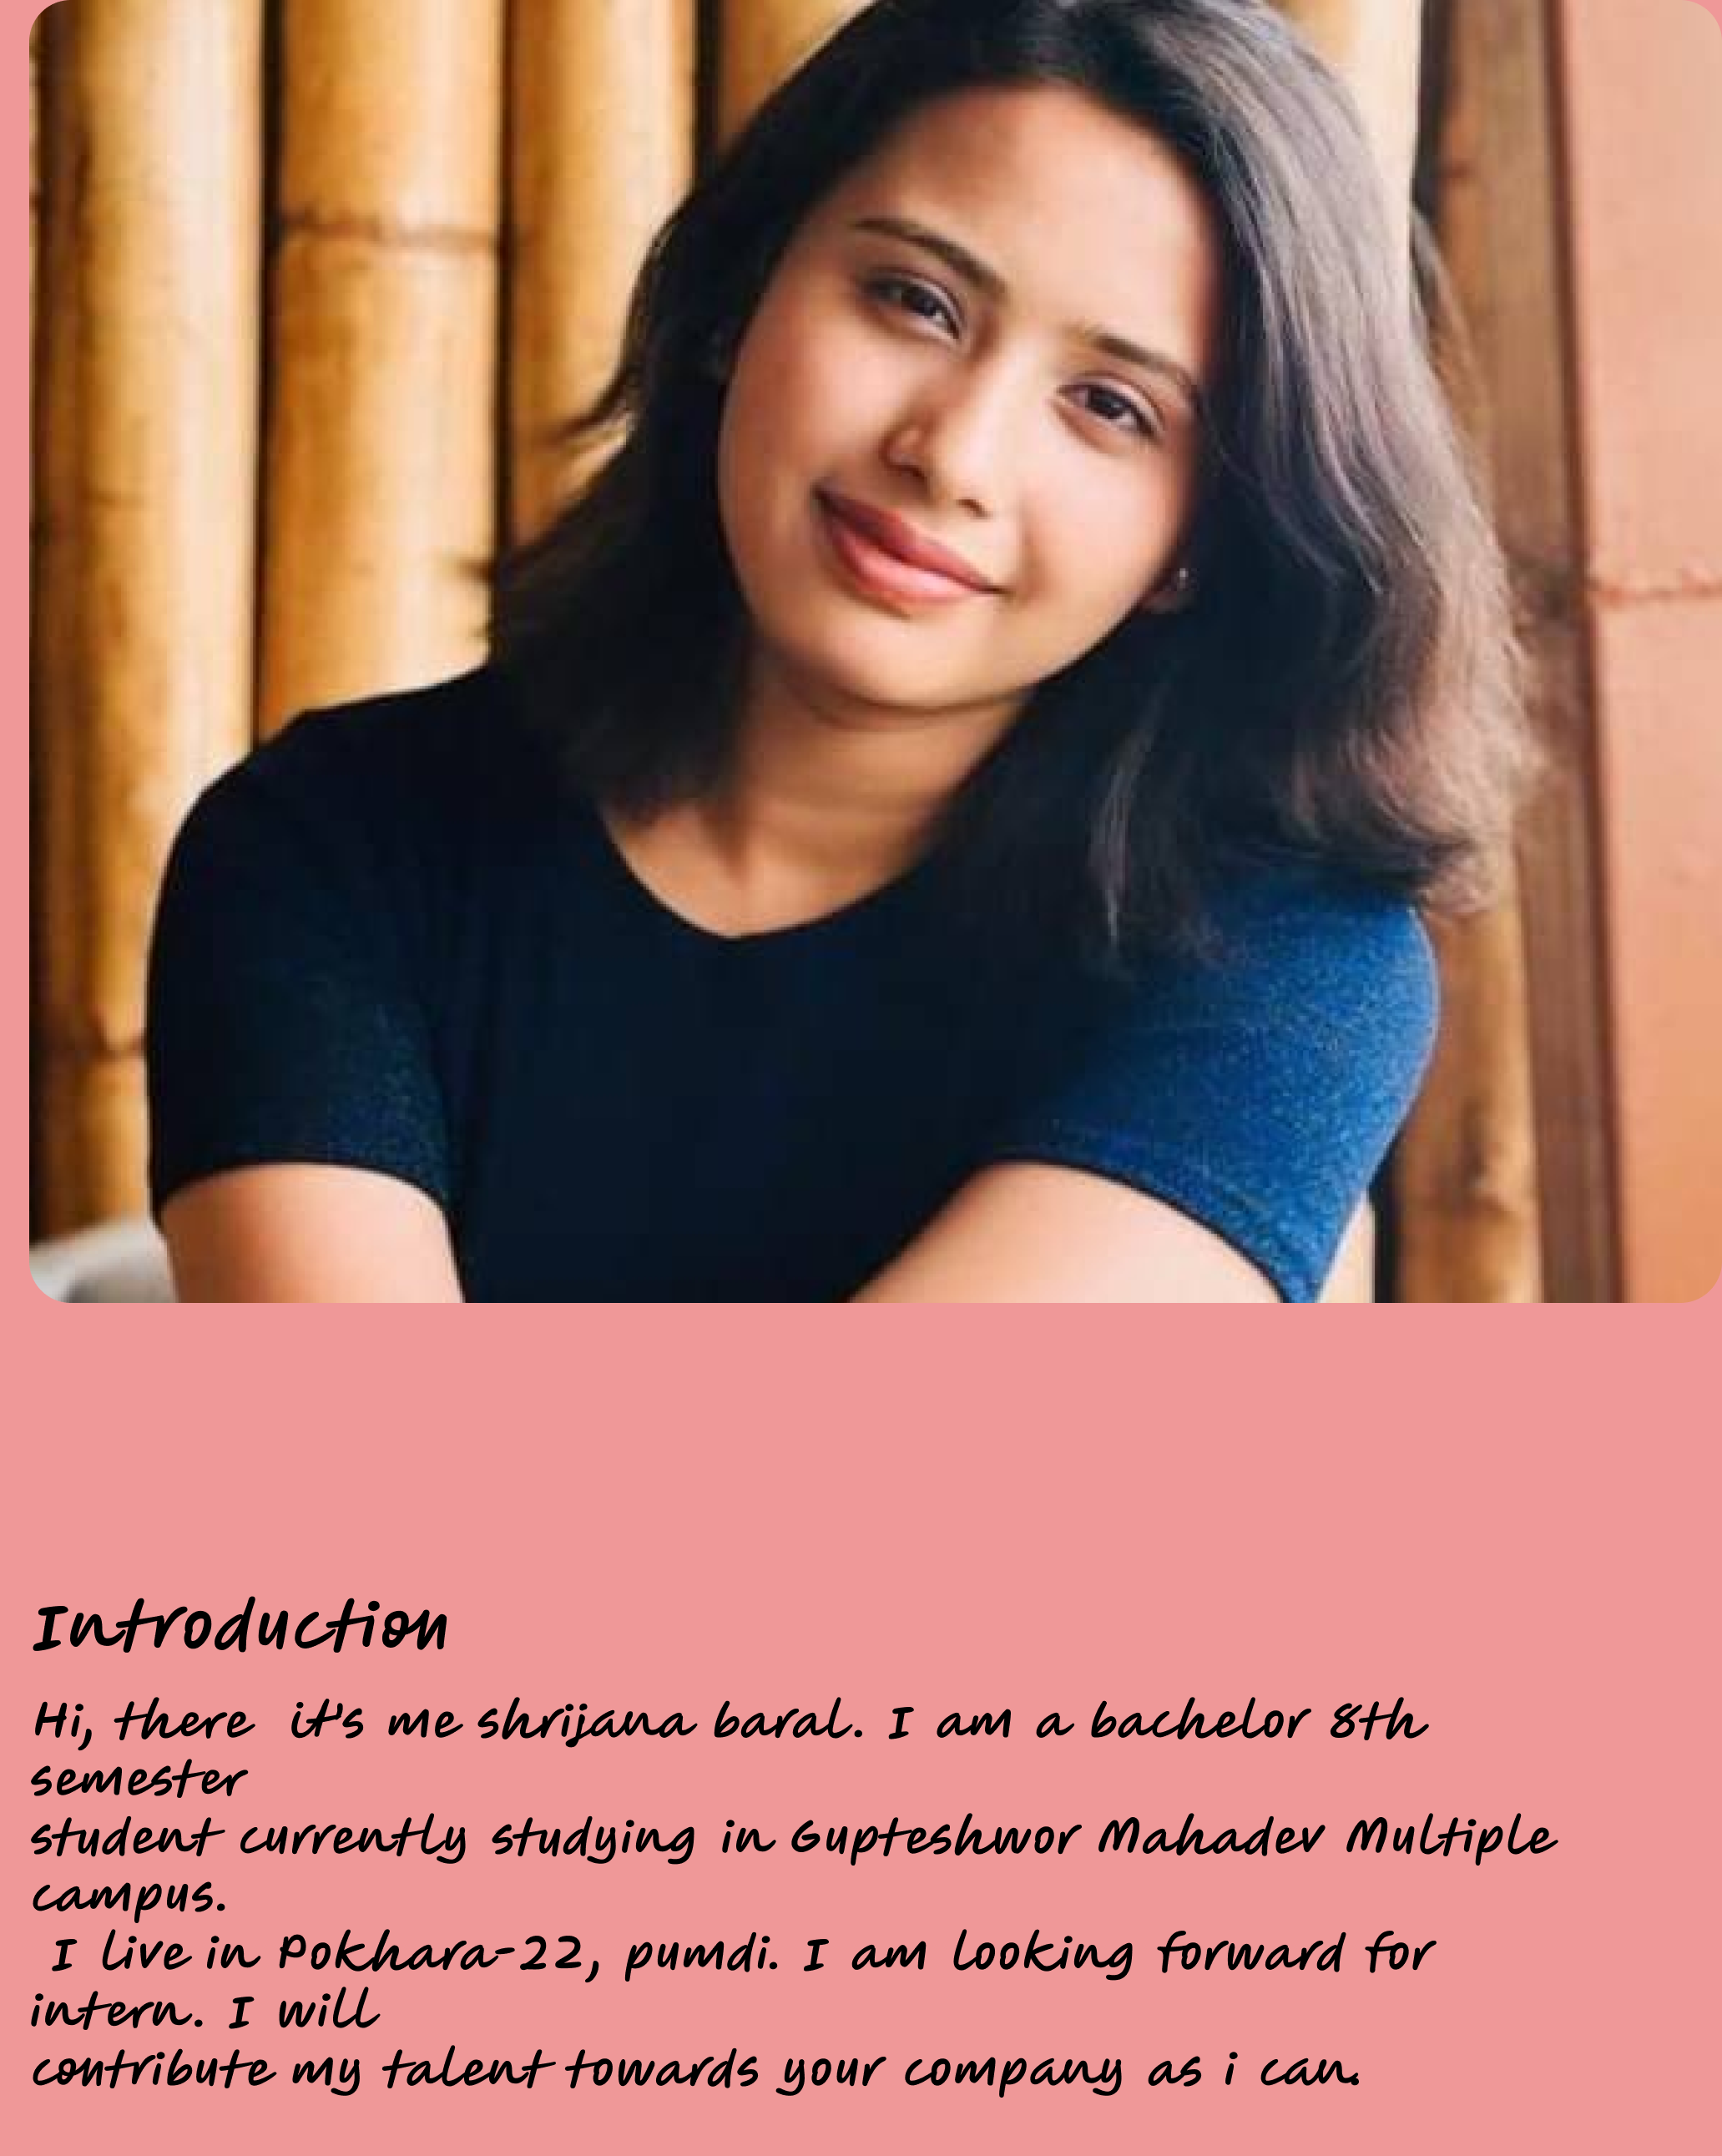 Introduction
Hi, there  it's me shrijana baral. I am a bachelor 8th
semester
student currently studying in Gupteshwor Mahadev Multiple
campus.
I live in Pokhara-22, pumdi. I am looking forward for
intern. I will
contribute my talent towards your company as i can.